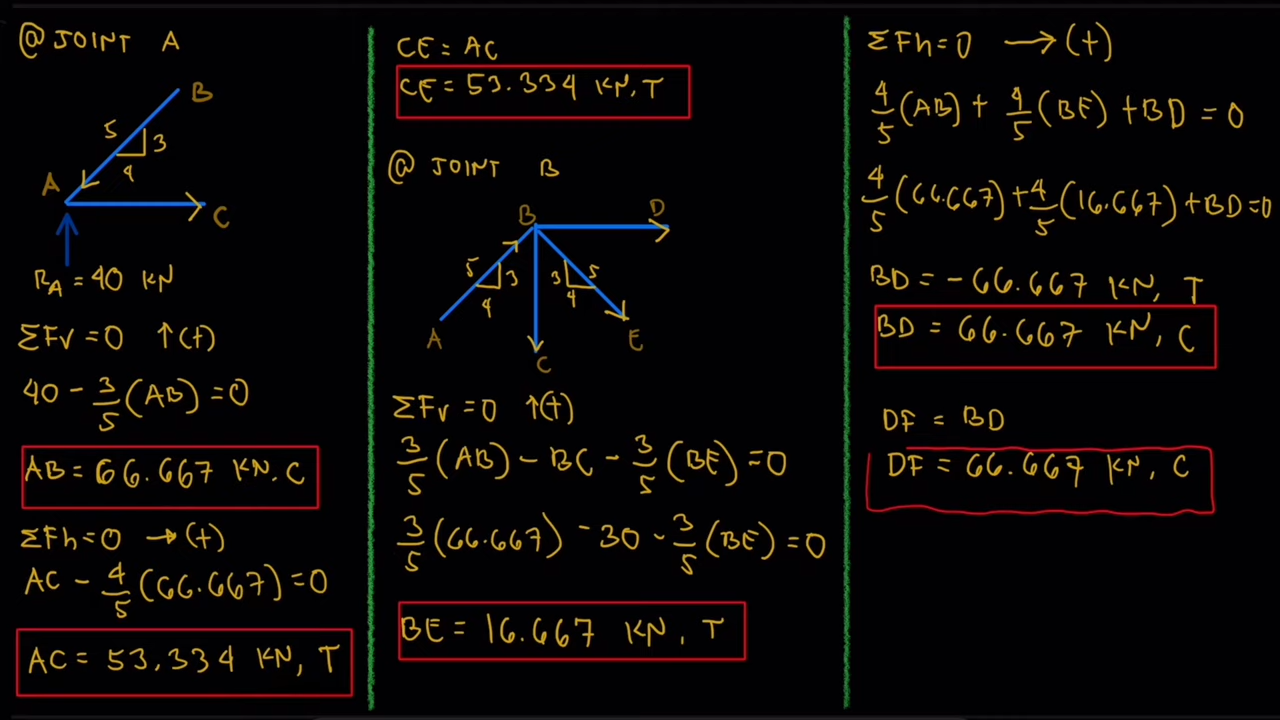 @ JOINT A
B
5
3
4
A
C
RA = 40 KN
ΣFv = 0 ↑(+)
40 - 3/5 (AB) = 0
AB = 66.667 KN. C
ΣFh = 0 → (+)
AC - 4/5 (66.667) = 0
AC = 53.334 KN, T
CE = AC
CE = 53.334 KN, T
@ JOINT B
B
D
5
3
4
3
5
4
A
C
E
ΣFv = 0 ↑(+)
3/5 (AB) - BC - 3/5 (BE) = 0
3/5 (66.667) - 30 - 3/5 (BE) = 0
BE = 16.667 KN, T
ΣFh = 0 → (+)
4/5 (AB) + 4/5 (BE) + BD = 0
4/5 (66.667) + 4/5 (16.667) + BD = 0
BD = -66.667 KN, T
BD = 66.667 KN, C
DF = BD
DF = 66.667 KN, C